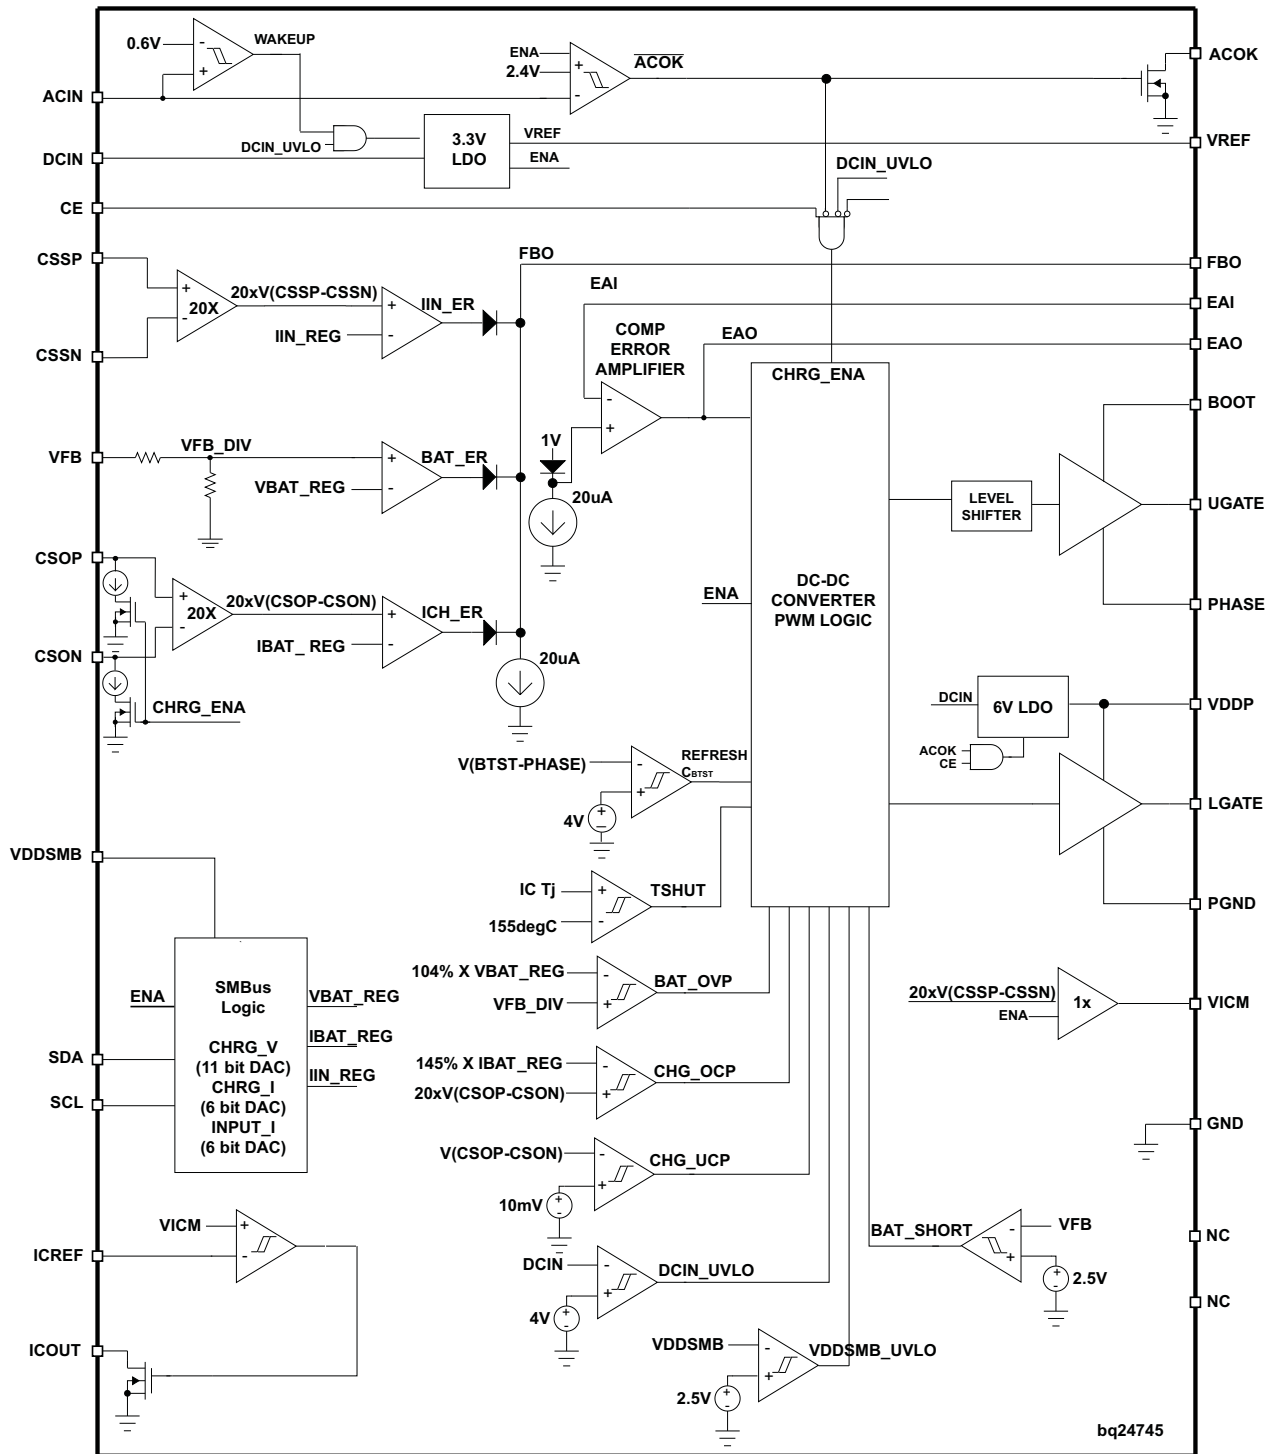 0.6V
-
+
WAKEUP
ENA
2.4V
+
-
ACOK
ACOK
ACIN
DCIN_UVLO
3.3V
LDO
VREF
ENA
VREF
DCIN
DCIN_UVLO
CE
CSSP
+
-
20X
20xV(CSSP-CSSN)
IIN_REG
+
-
IIN_ER
CSSN
FBO
FBO
EAI
EAI
COMP
ERROR
AMPLIFIER
-
+
EAO
EAO
CHRG_ENA
BOOT
VFB
VFB_DIV
VBAT_REG
+
-
BAT_ER
1V
20uA
LEVEL
SHIFTER
UGATE
CSOP
+
-
20X
20xV(CSOP-CSON)
IBAT_ REG
+
-
ICH_ER
20uA
CSON
CHRG_ENA
ENA
DC-DC
CONVERTER
PWM LOGIC
PHASE
DCIN
6V LDO
VDDP
ACOK
CE
V(BTST-PHASE)
-
+
4V
+
-
REFRESH
CBTST
LGATE
VDDSMB
IC Tj
155degC
+
-
TSHUT
PGND
ENA
SMBus
Logic
CHRG_V
(11 bit DAC)
CHRG_I
(6 bit DAC)
INPUT_I
(6 bit DAC)
VBAT_REG
IBAT_REG
IIN_REG
SDA
SCL
104% X VBAT_REG
VFB_DIV
-
+
BAT_OVP
20xV(CSSP-CSSN)
ENA
1x
VICM
145% X IBAT_REG
20xV(CSOP-CSON)
-
+
CHG_OCP
GND
V(CSOP-CSON)
-
+
10mV
+
-
CHG_UCP
VICM
+
-
ICREF
BAT_SHORT
-
+
VFB
+
-
2.5V
NC
NC
DCIN
-
+
4V
+
-
DCIN_UVLO
ICOUT
VDDSMB
-
+
2.5V
+
-
VDDSMB_UVLO
bq24745